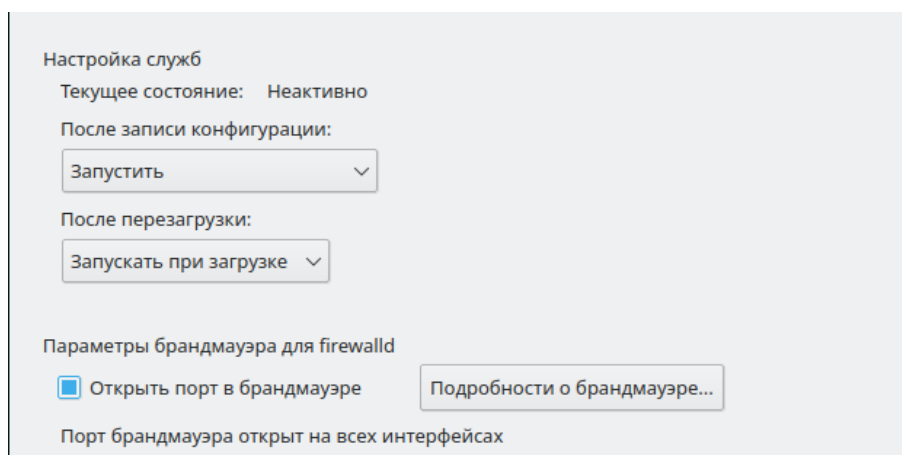 Настройка служб
Текущее состояние: Неактивно
После записи конфигурации:
Запустить
После перезагрузки:
Запускать при загрузке
Параметры брандмауэра для firewalld
Открыть порт в брандмауэре Подробности о брандмауэре...
Порт брандмауэра открыт на всех интерфейсах